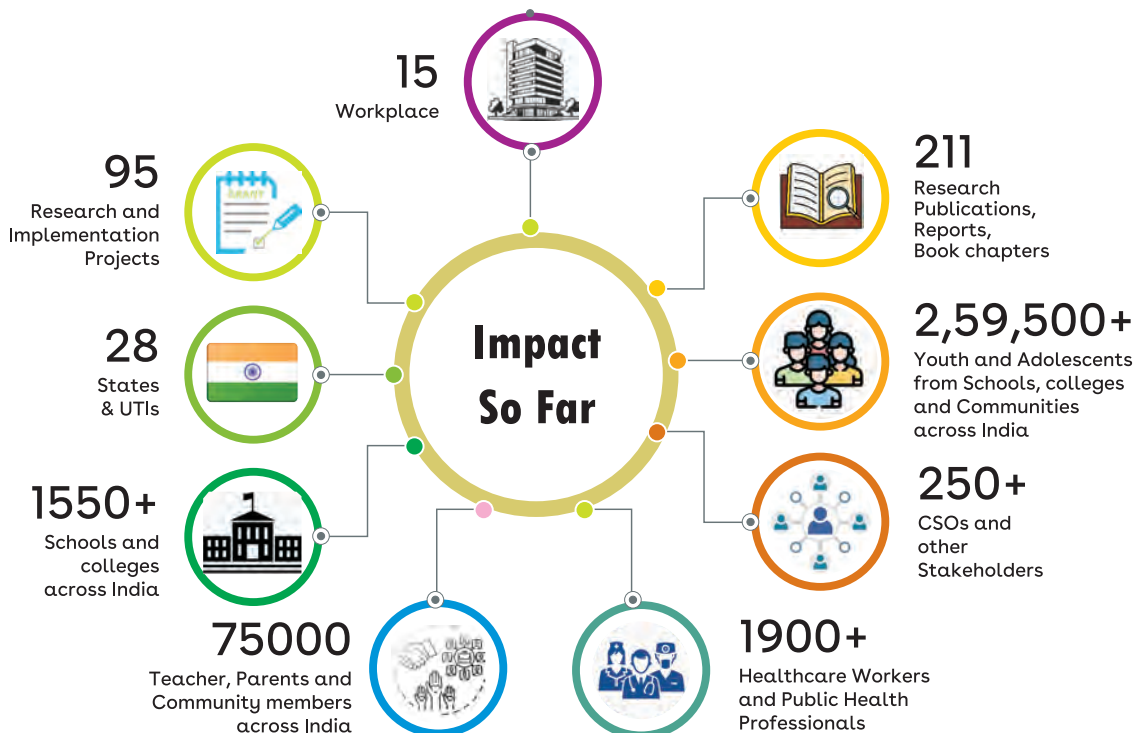 15
Workplace
95
Research and
Implementation
Projects
28
States
& UTIs
1550+
Schools and
colleges
across India
75000
Teacher, Parents and
Community members
across India
Impact
So Far
211
Research
Publications,
Reports,
Book chapters
2,59,500+
Youth and Adolescents
from Schools, colleges
and Communities
across India
250+
CSOs and
other
Stakeholders
1900+
Healthcare Workers
and Public Health
Professionals